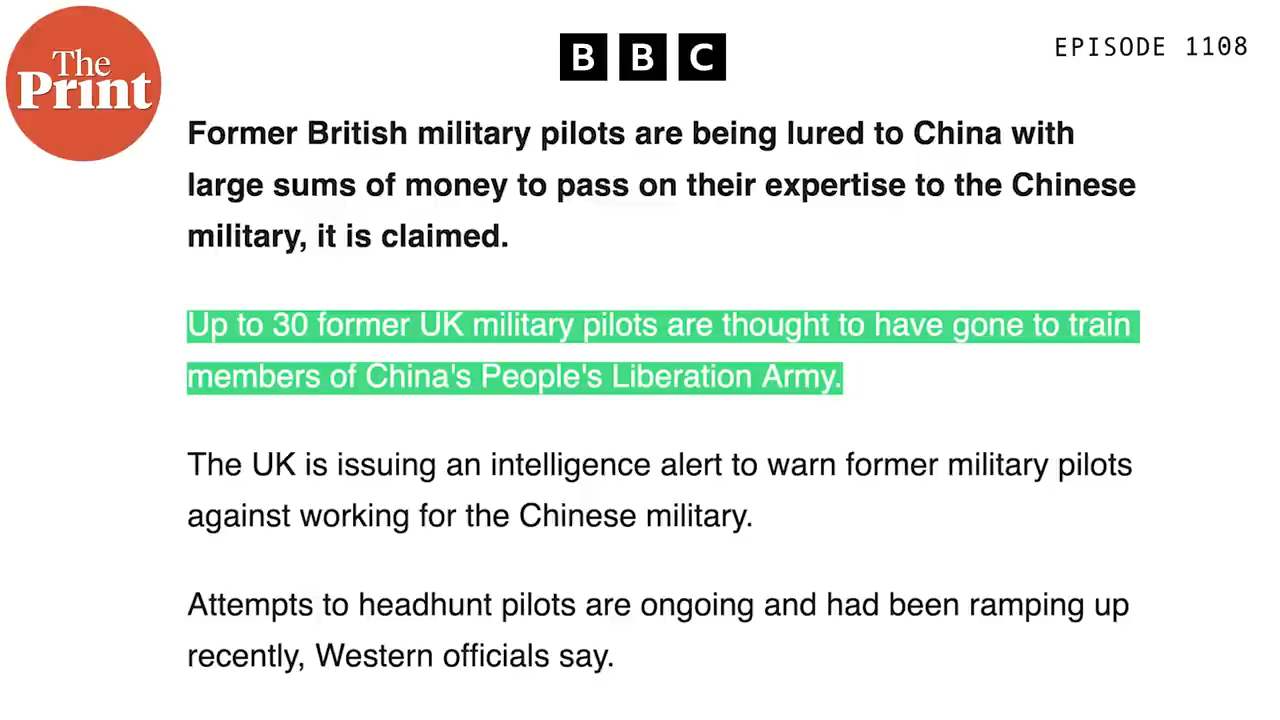 The
Print
BBC
EPISODE 1108
Former British military pilots are being lured to China with
large sums of money to pass on their expertise to the Chinese
military, it is claimed.
Up to 30 former UK military pilots are thought to have gone to train
members of China's People's Liberation Army.
The UK is issuing an intelligence alert to warn former military pilots
against working for the Chinese military.
Attempts to headhunt pilots are ongoing and had been ramping up
recently, Western officials say.